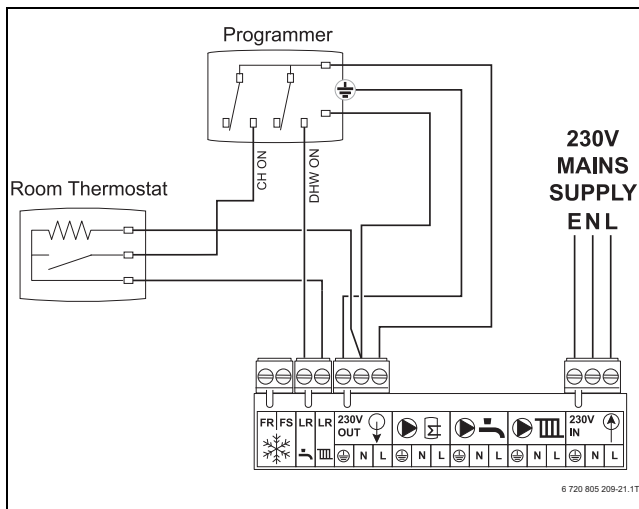 Programmer
CH ON
DHW ON
Room Thermostat
230V
MAINS
SUPPLY
E N L
FR FS LR LR 230V OUT 230V IN
N L N L N L N L N L
6 720 805 209-21.1T